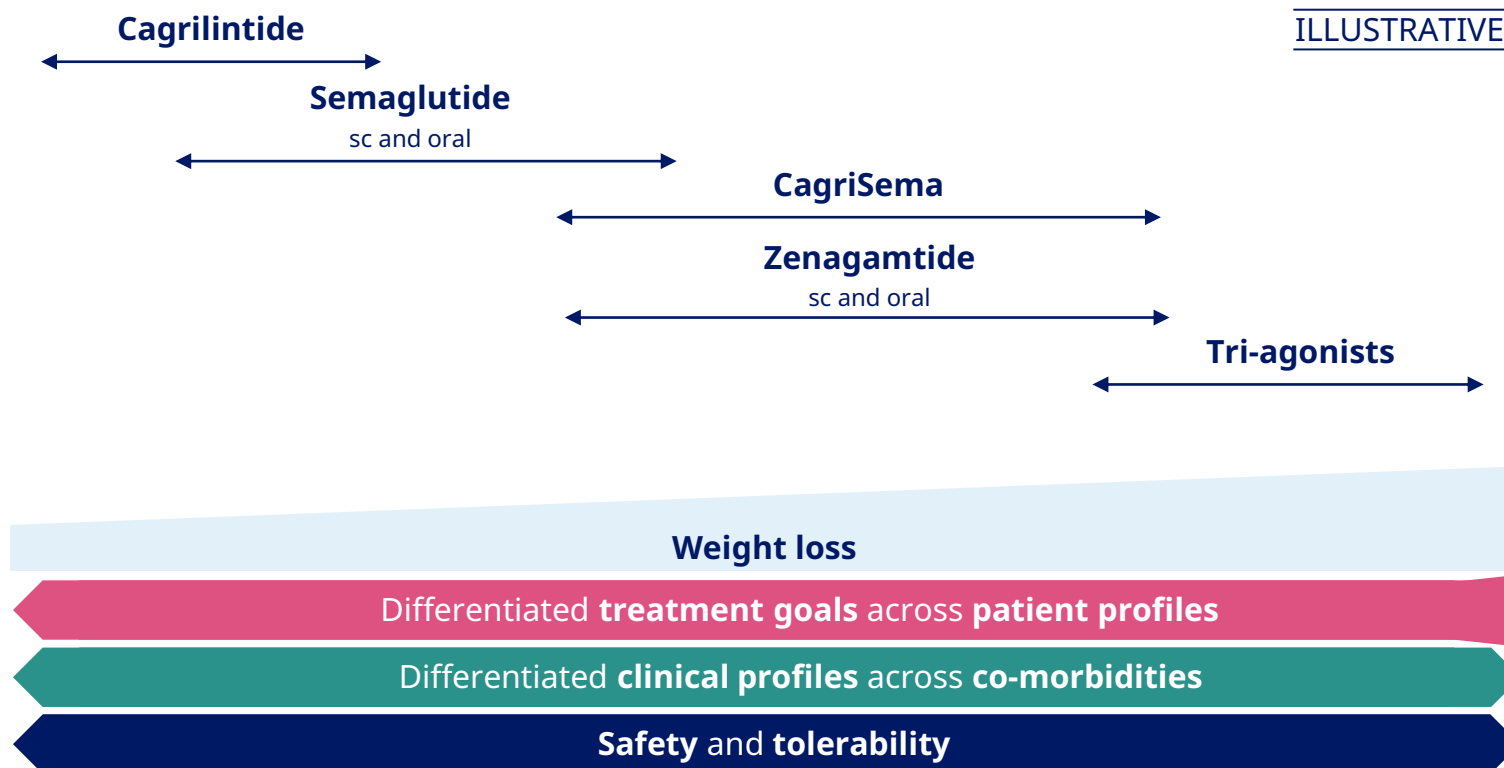 Cagrilintide
ILLUSTRATIVE
Semaglutide
sc and oral
CagriSema
Zenagamtide
sc and oral
Tri-agonists
Weight loss
Differentiated treatment goals across patient profiles
Differentiated clinical profiles across co-morbidities
Safety and tolerability